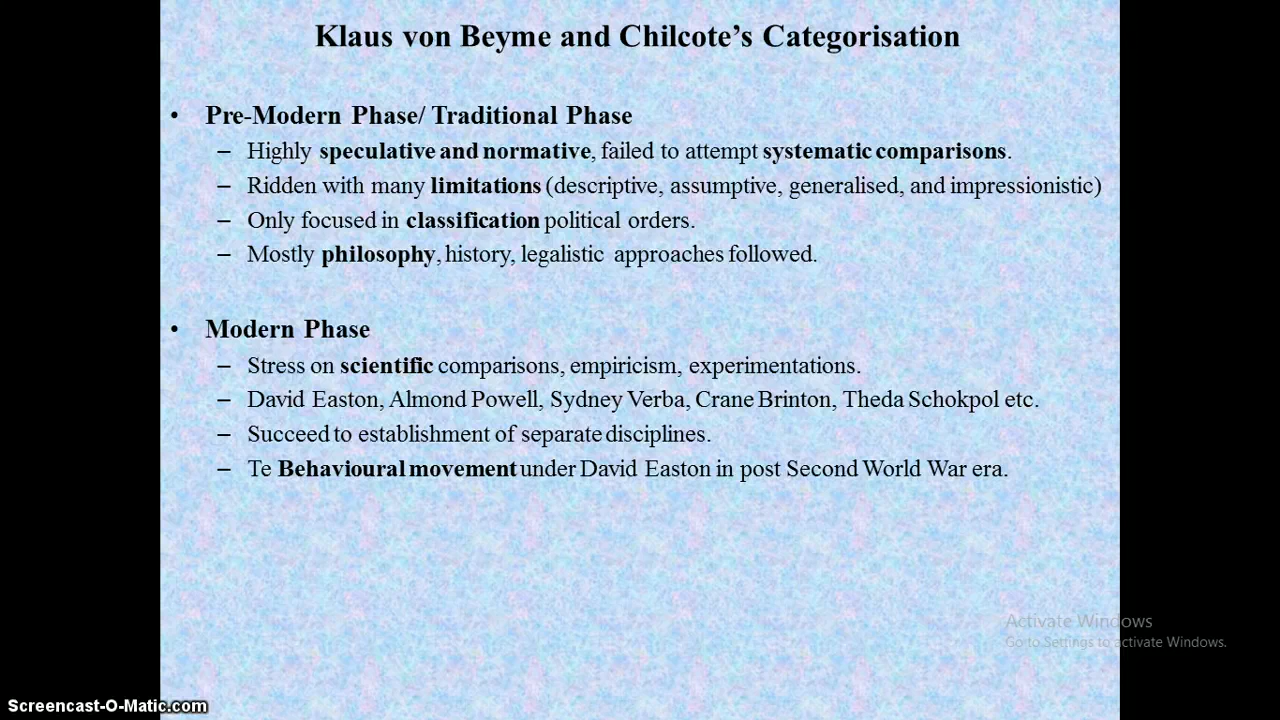 Klaus von Beyme and Chilcote's Categorisation
• Pre-Modern Phase/ Traditional Phase
– Highly speculative and normative, failed to attempt systematic comparisons.
– Ridden with many limitations (descriptive, assumptive, generalised, and impressionistic)
– Only focused in classification political orders.
– Mostly philosophy, history, legalistic approaches followed.
• Modern Phase
– Stress on scientific comparisons, empiricism, experimentations.
– David Easton, Almond Powell, Sydney Verba, Crane Brinton, Theda Schokpol etc.
– Succeed to establishment of separate disciplines.
– Te Behavioural movement under David Easton in post Second World War era.
Activate Windows
Go to Settings to activate Windows.
Screencast-O-Matic.com